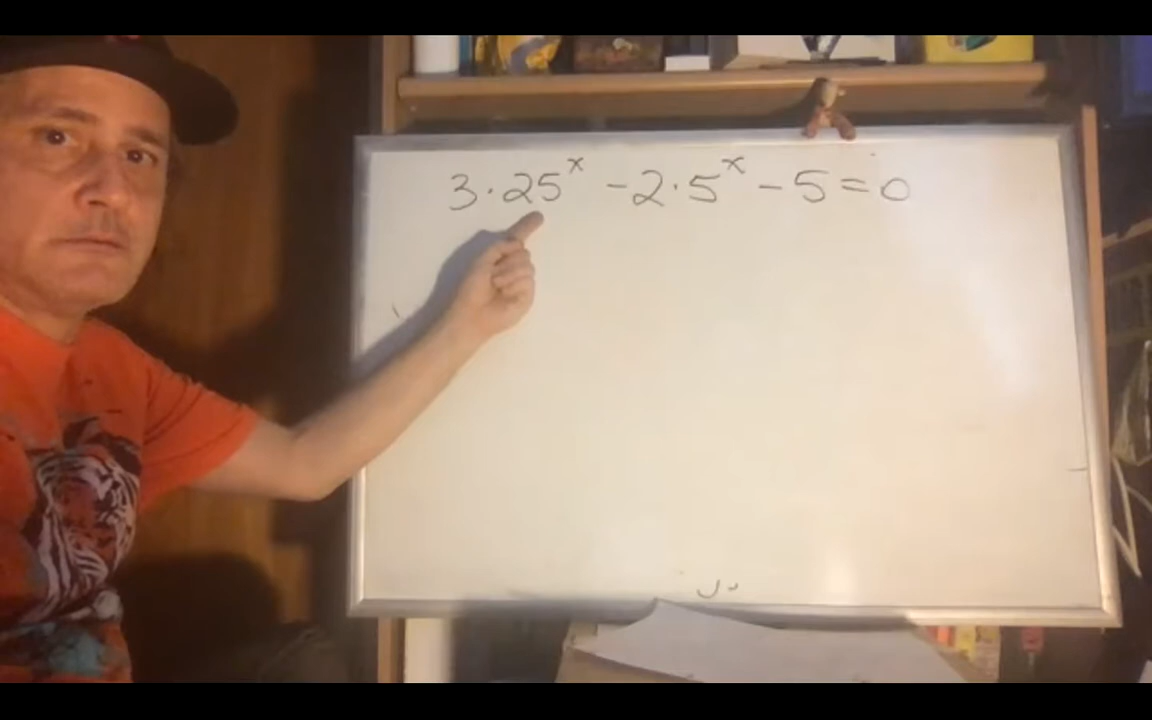 3·25ˣ - 2·5ˣ - 5 = 0